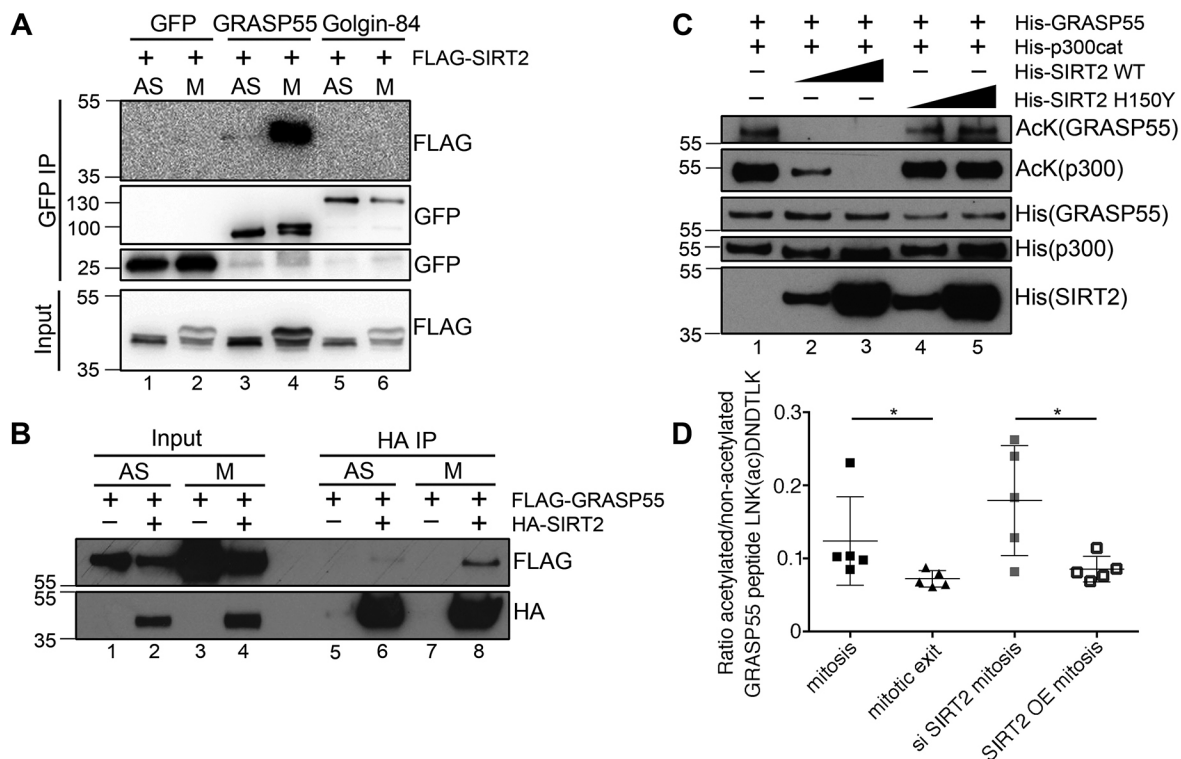 A
GFP GRASP55 Golgin-84
+ + + + + + FLAG-SIRT2
AS M AS M AS M
GFP IP
55
35
FLAG
130
100
GFP
25
GFP
Input
55
35
FLAG
1 2 3 4 5 6
B
Input HA IP
AS M AS M
+ + + + + + + + FLAG-GRASP55
– + – + – + – + HA-SIRT2
55
FLAG
55
35
HA
1 2 3 4 5 6 7 8
C
+ + + + + His-GRASP55
+ + + + + His-p300cat
– – – His-SIRT2 WT
– – – His-SIRT2 H150Y
55
AcK(GRASP55)
55
AcK(p300)
55
His(GRASP55)
55
His(p300)
55
35
His(SIRT2)
1 2 3 4 5
D
Ratio acetylated/non-acetylated
GRASP55 peptide LNK(ac)DNDTLK
0.3
0.2
0.1
0
* *
mitosis
mitotic exit
si SIRT2 mitosis
SIRT2 OE mitosis